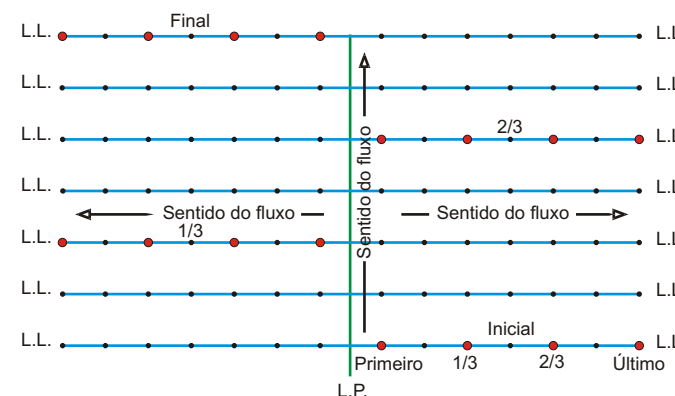 Final
L.L. L.L
L.L. L.L
2/3
L.L. L.L
L.L. L.L
Sentido do fluxo
Sentido do fluxo
Sentido do fluxo
1/3
L.L. L.L
L.L. L.L
Inicial
L.L. L.L
Primeiro 1/3 2/3 Último
L.P.